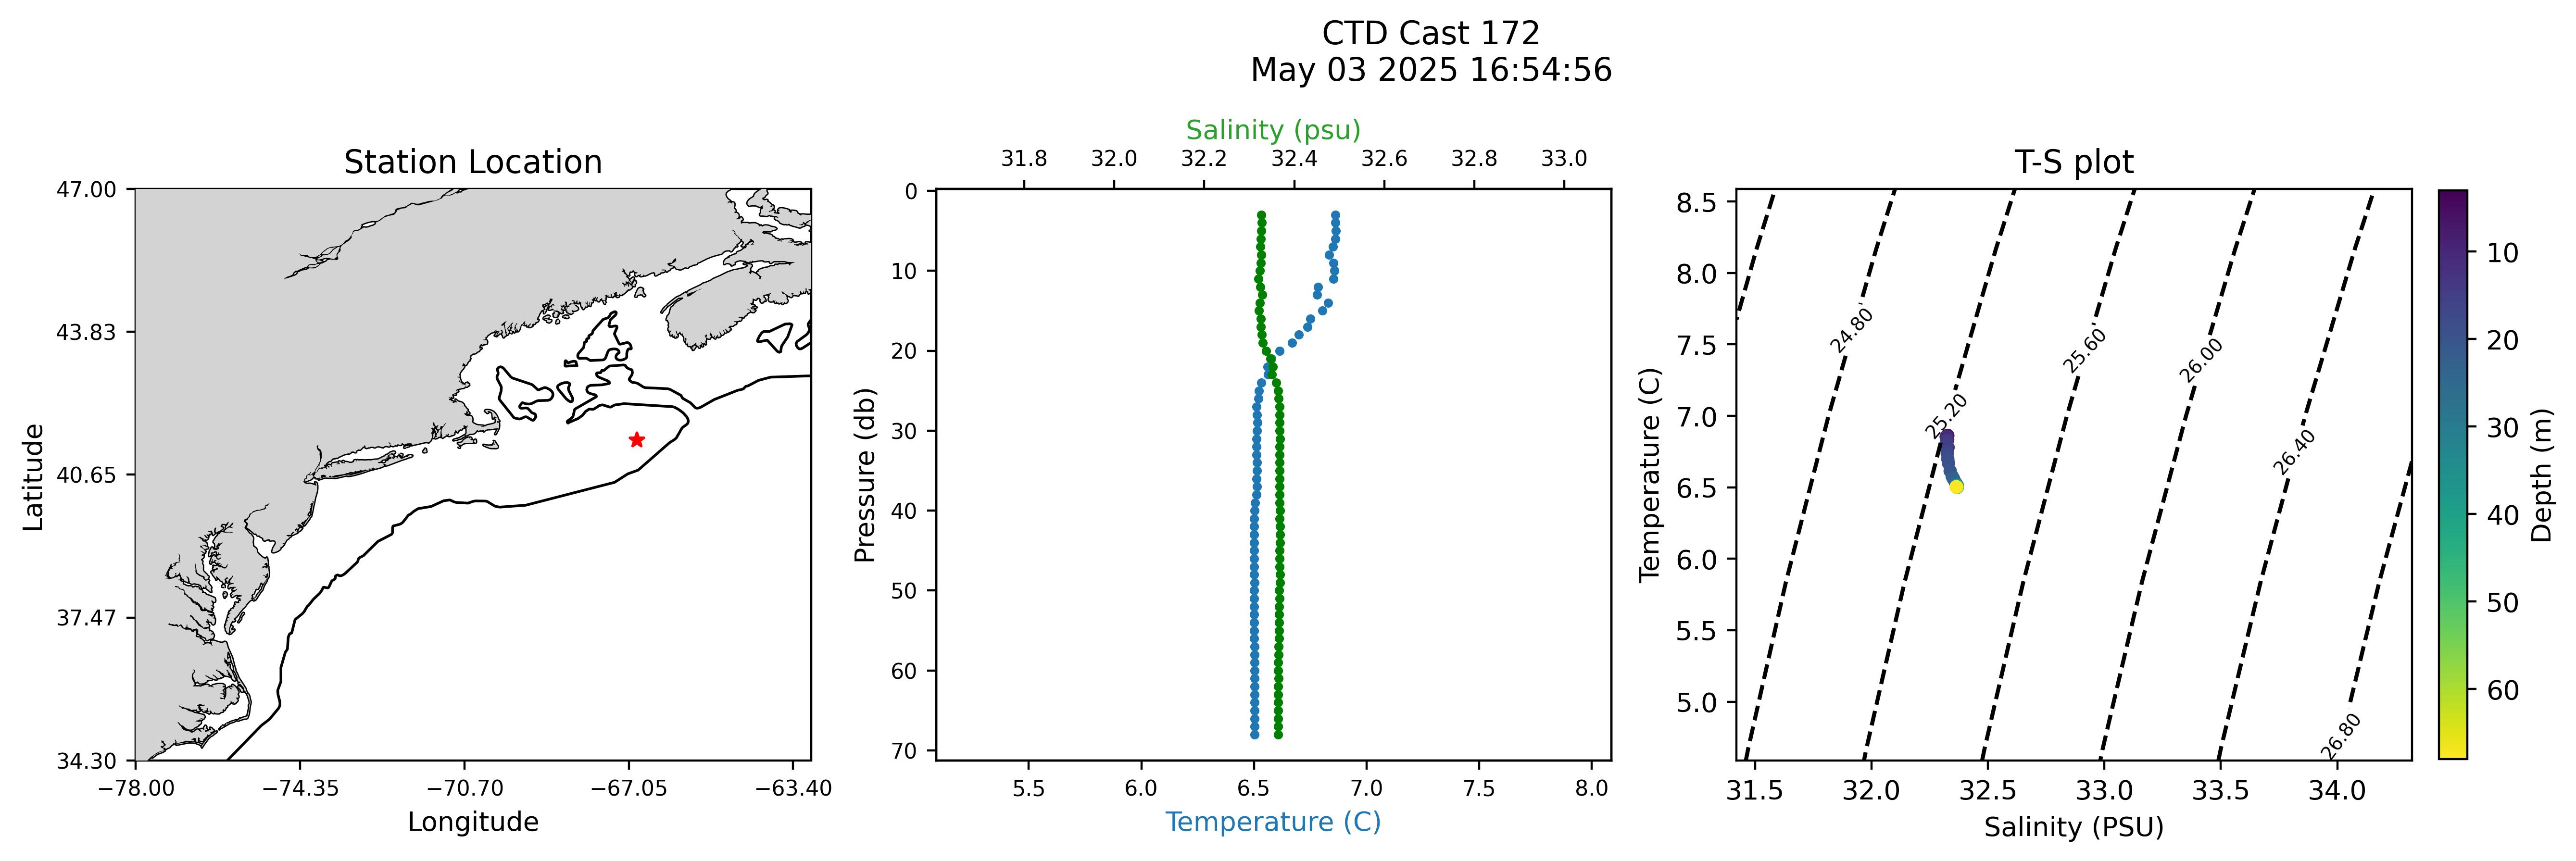 CTD Cast 172
May 03 2025 16:54:56
Station Location
47.00
43.83
40.65
37.47
34.30
Latitude
−78.00 −74.35 −70.70 −67.05 −63.40
Longitude
Salinity (psu)
31.8 32.0 32.2 32.4 32.6 32.8 33.0
0
10
20
30
40
50
60
70
Pressure (db)
5.5 6.0 6.5 7.0 7.5 8.0
Temperature (C)
T-S plot
8.5
8.0
7.5
7.0
6.5
6.0
5.5
5.0
Temperature (C)
24.80
25.20
25.60
26.00
26.40
26.80
31.5 32.0 32.5 33.0 33.5 34.0
Salinity (PSU)
10
20
30
40
50
60
Depth (m)